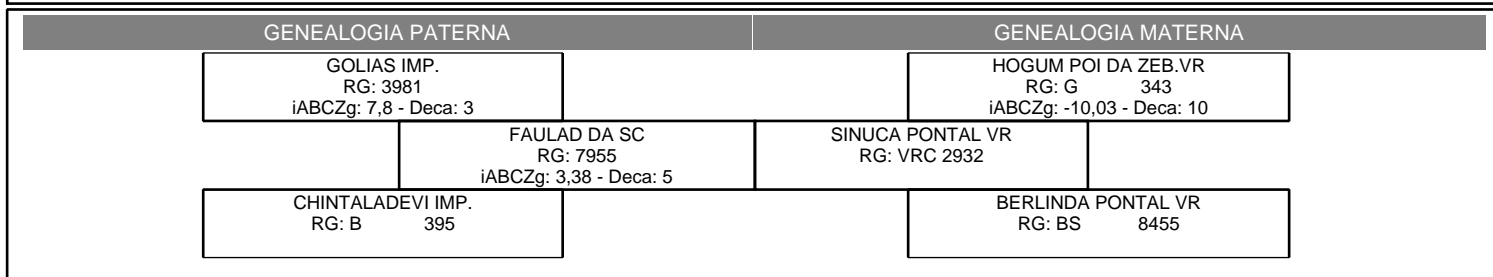 GENEALOGIA PATERNA
GENEALOGIA MATERNA
GOLIAS IMP.
RG: 3981
iABCZg: 7,8 - Deca: 3
HOGUM POI DA ZEB.VR
RG: G 343
iABCZg: -10,03 - Deca: 10
FAULAD DA SC
RG: 7955
iABCZg: 3,38 - Deca: 5
SINUCA PONTAL VR
RG: VRC 2932
CHINTALADEVI IMP.
RG: B 395
BERLINDA PONTAL VR
RG: BS 8455